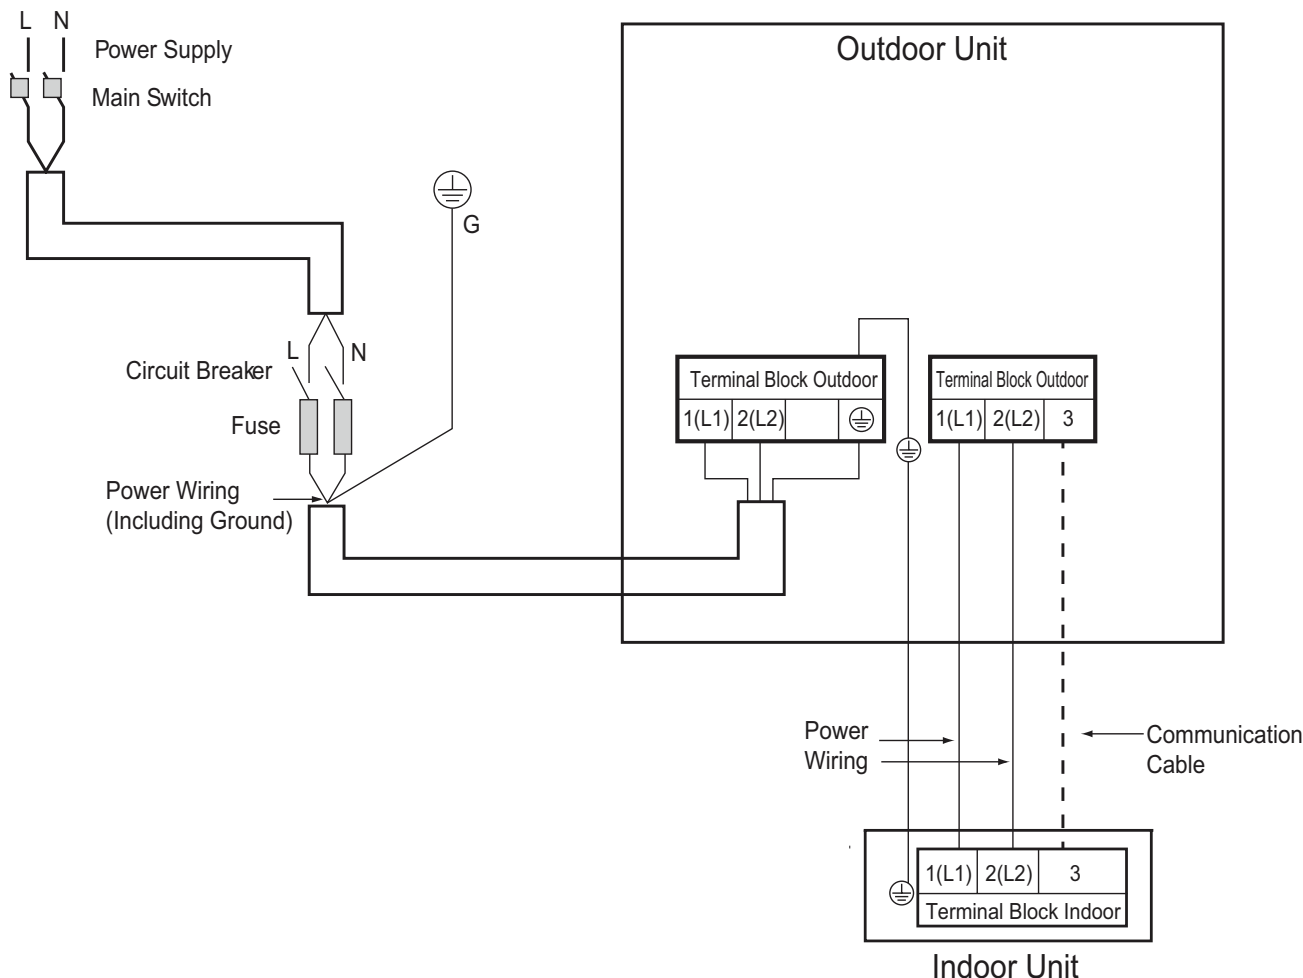 L N
Power Supply
Main Switch
Outdoor Unit
G
L N
Circuit Breaker
Fuse
Power Wiring
(Including Ground)
Terminal Block Outdoor
1(L1) 2(L2)
Terminal Block Outdoor
1(L1) 2(L2) 3
Power
Wiring
Communication
Cable
1(L1) 2(L2) 3
Terminal Block Indoor
Indoor Unit